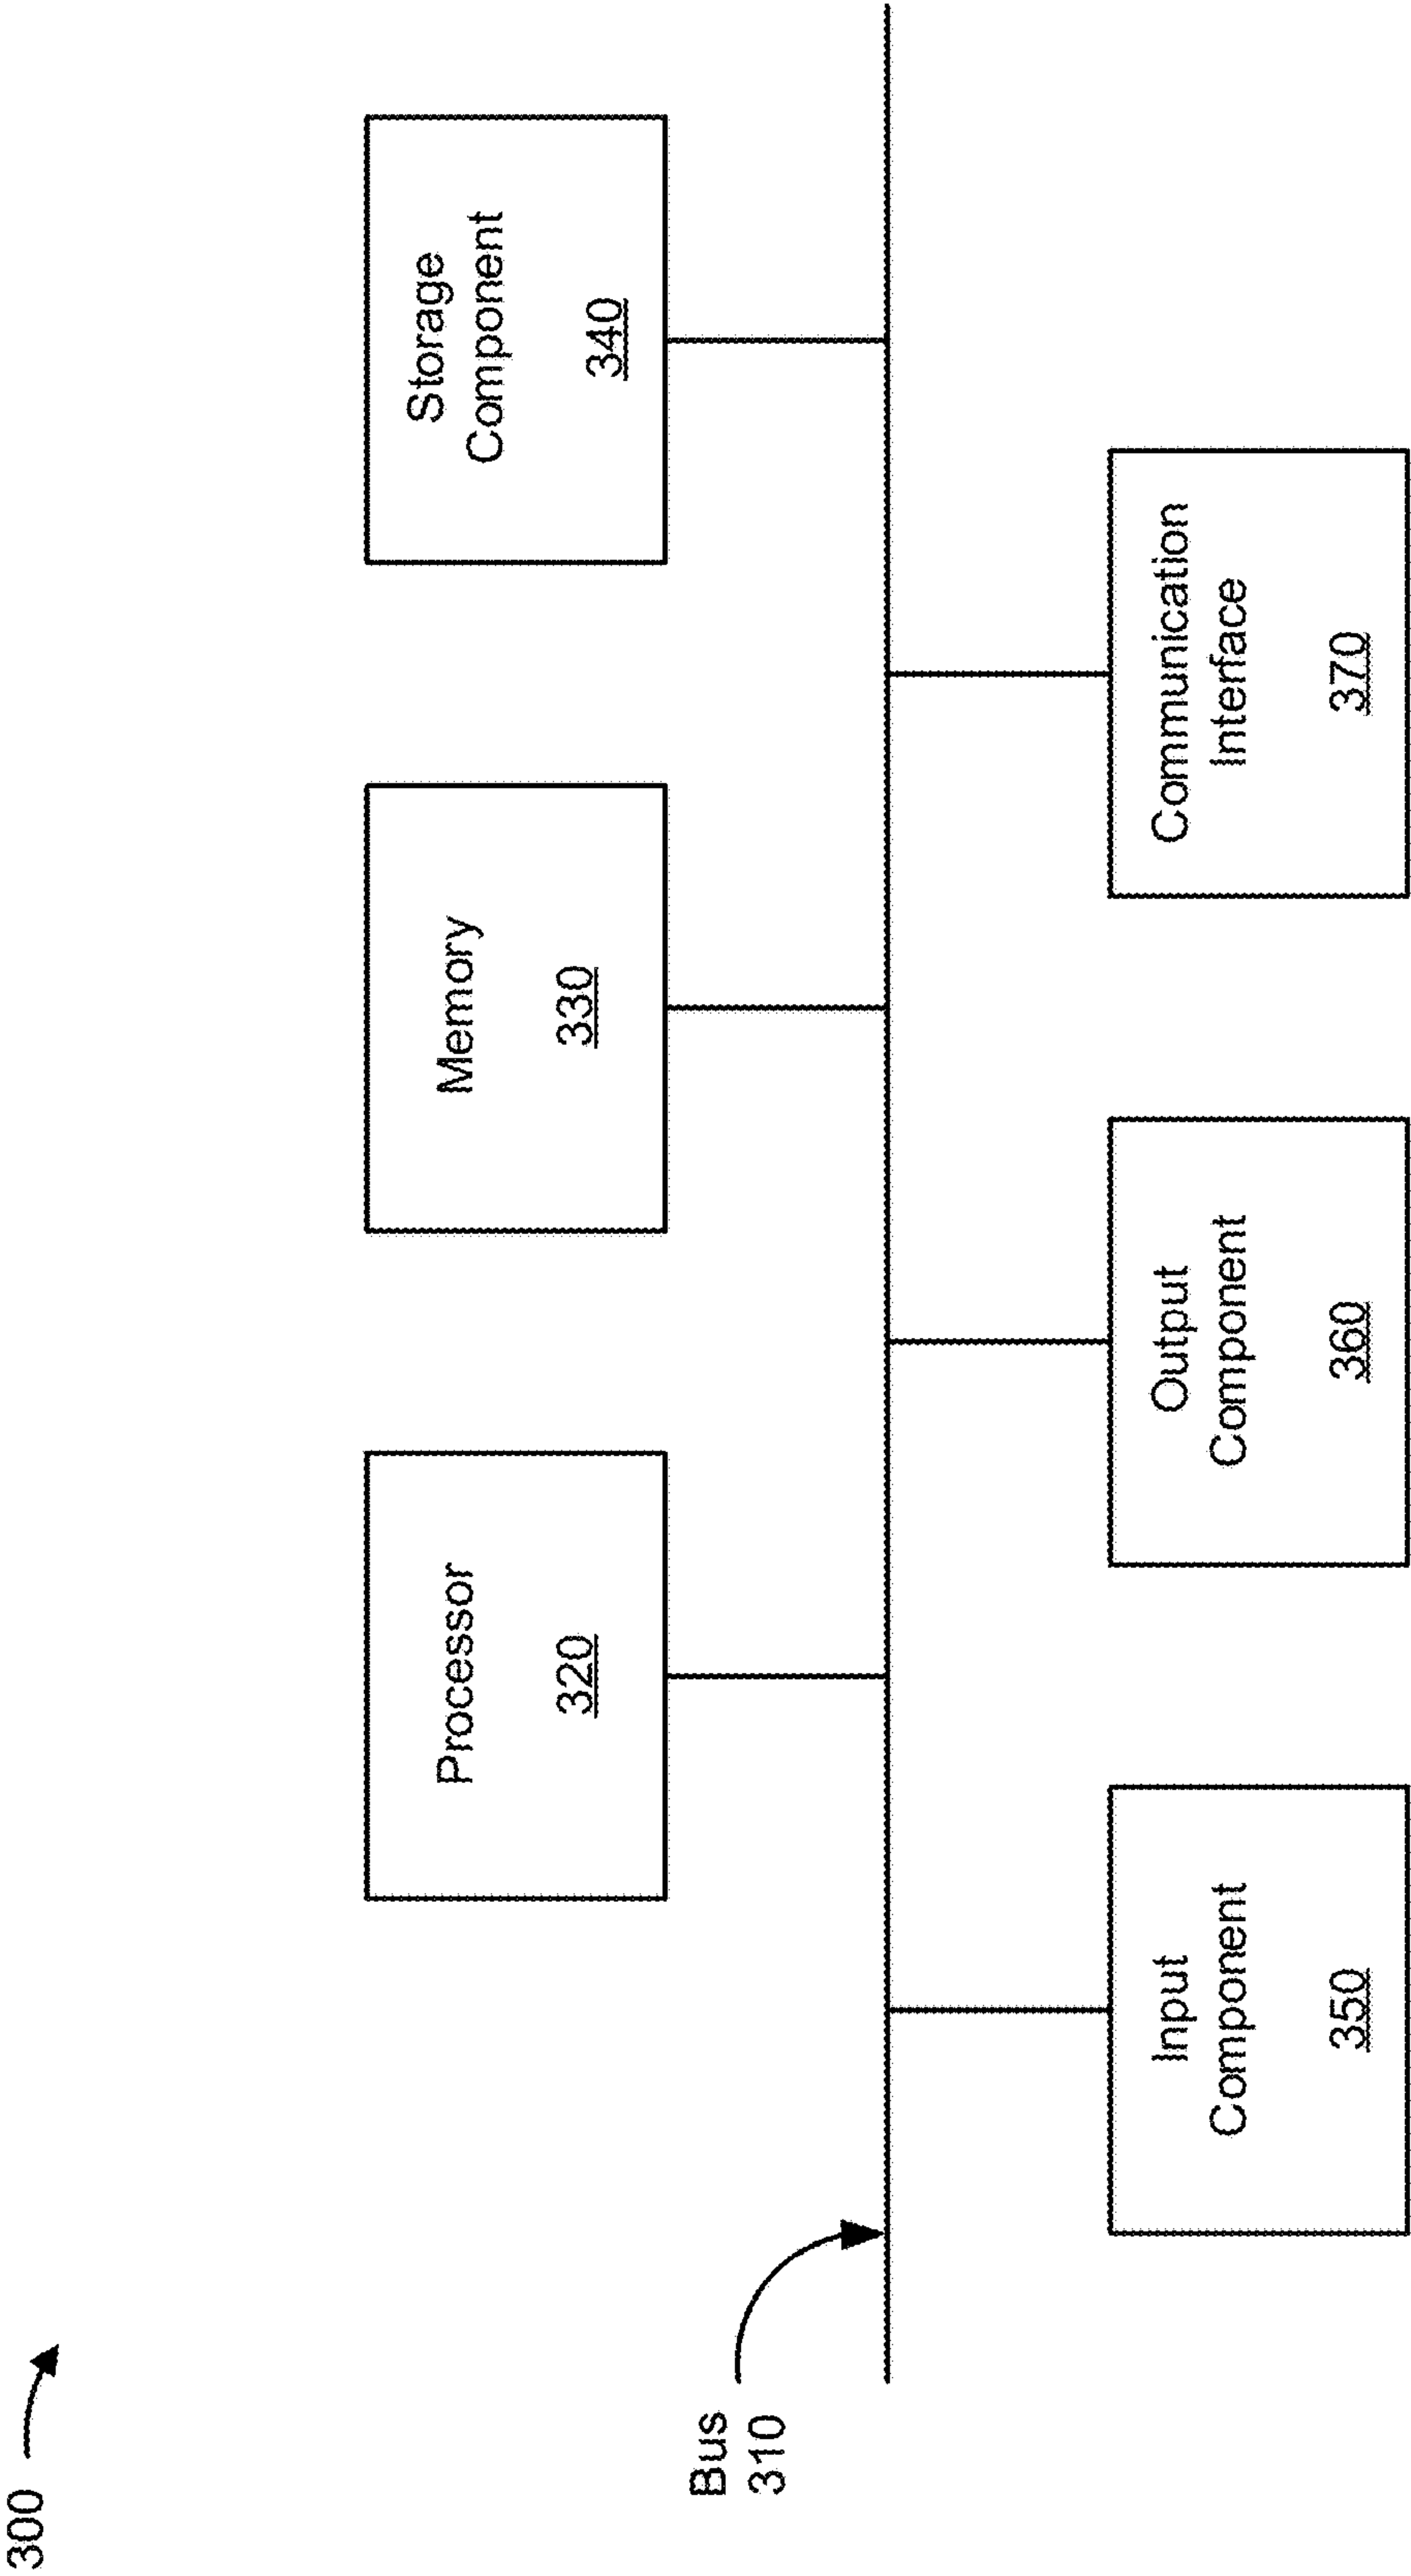 300
Processor
320
Memory
330
Storage
Component
340
Bus
310
Input
Component
350
Output
Component
360
Communication
Interface
370